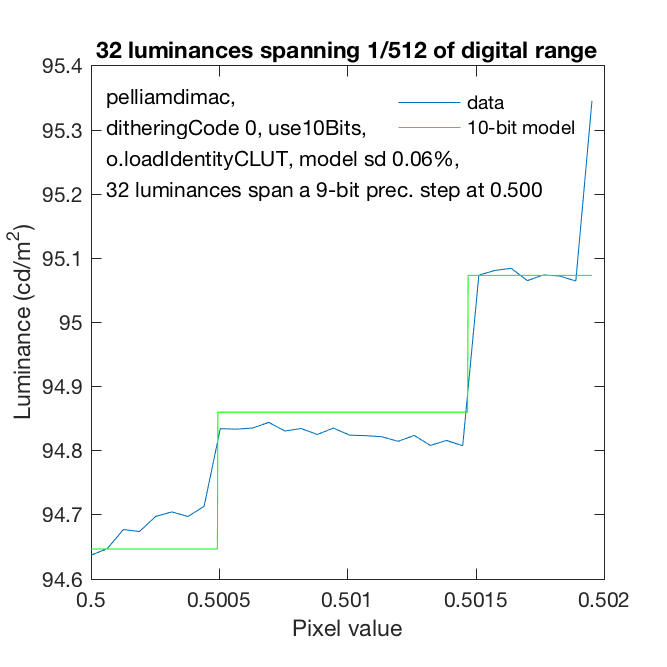 32 luminances spanning 1/512 of digital range
95.4
95.3
95.2
95.1
95
94.9
94.8
94.7
94.6
Luminance (cd/m²)
pelliamdimac,
ditheringCode 0, use10Bits,
o.loadIdentityCLUT, model sd 0.06%,
32 luminances span a 9-bit prec. step at 0.500
data
10-bit model
0.5
0.5005
0.501
0.5015
0.502
Pixel value